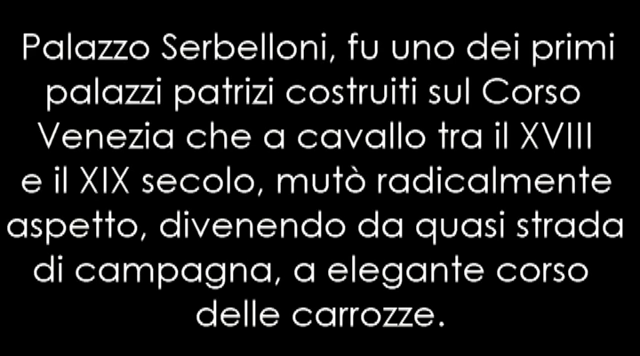 Palazzo Serbelloni, fu uno dei primi
palazzi patrizi costruiti sul Corso
Venezia che a cavallo tra il XVIII
e il XIX secolo, mutò radicalmente
aspetto, divenendo da quasi strada
di campagna, a elegante corso
delle carrozze.